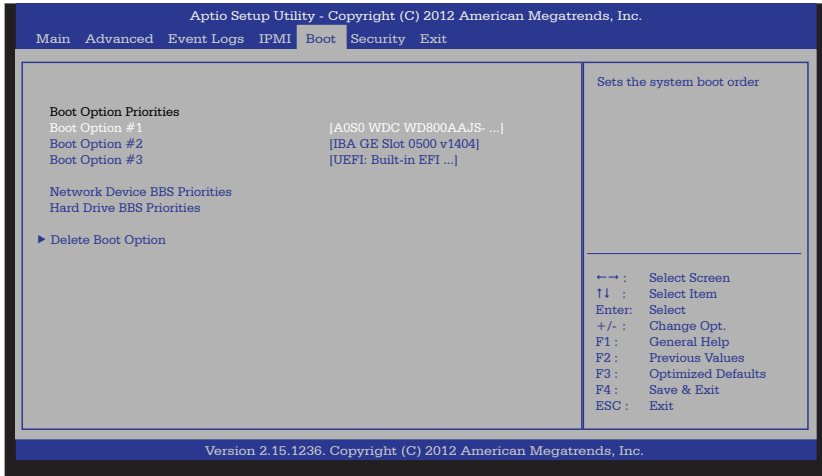 Aptio Setup Utility - Copyright (C) 2012 American Megatrends, Inc.
Main Advanced Event Logs IPMI Boot Security Exit
Boot Option Priorities
Boot Option #1 [A0S0 WDC WD800AAJS- ...]
Boot Option #2 [IBA GE Slot 0500 v1404]
Boot Option #3 [UEFI: Built-in EFI ...]
Network Device BBS Priorities
Hard Drive BBS Priorities
▶ Delete Boot Option
Sets the system boot order
←→ : Select Screen
↑↓ : Select Item
Enter: Select
+/- : Change Opt.
F1 : General Help
F2 : Previous Values
F3 : Optimized Defaults
F4 : Save & Exit
ESC : Exit
Version 2.15.1236. Copyright (C) 2012 American Megatrends, Inc.